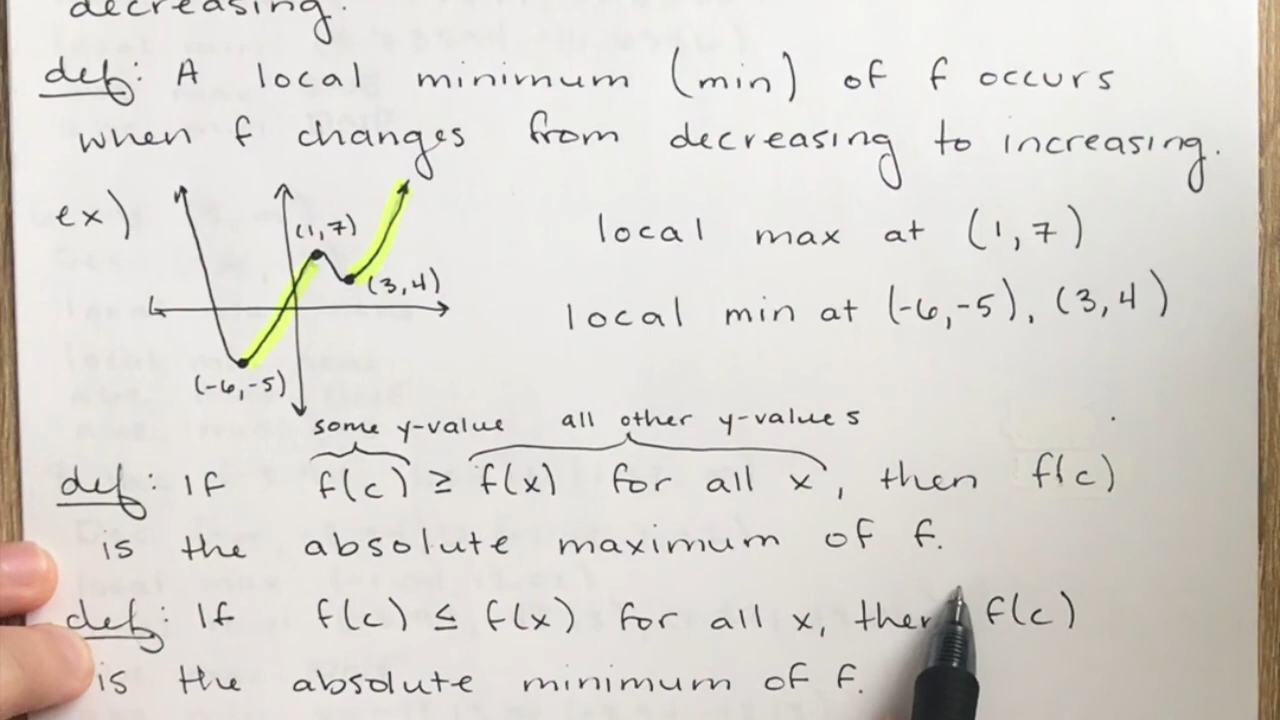 decreasing.
def: A local minimum (min) of f occurs
when f changes from decreasing to increasing.
ex) (1,7) local max at (1,7)
(3,4)
local min at (-6,-5), (3,4)
(-6,-5)
some y-value all other y-values
def: If f(c) ≥ f(x) for all x, then f(c)
is the absolute maximum of f.
def: If f(c) ≤ f(x) for all x, then f(c)
is the absolute minimum of f.